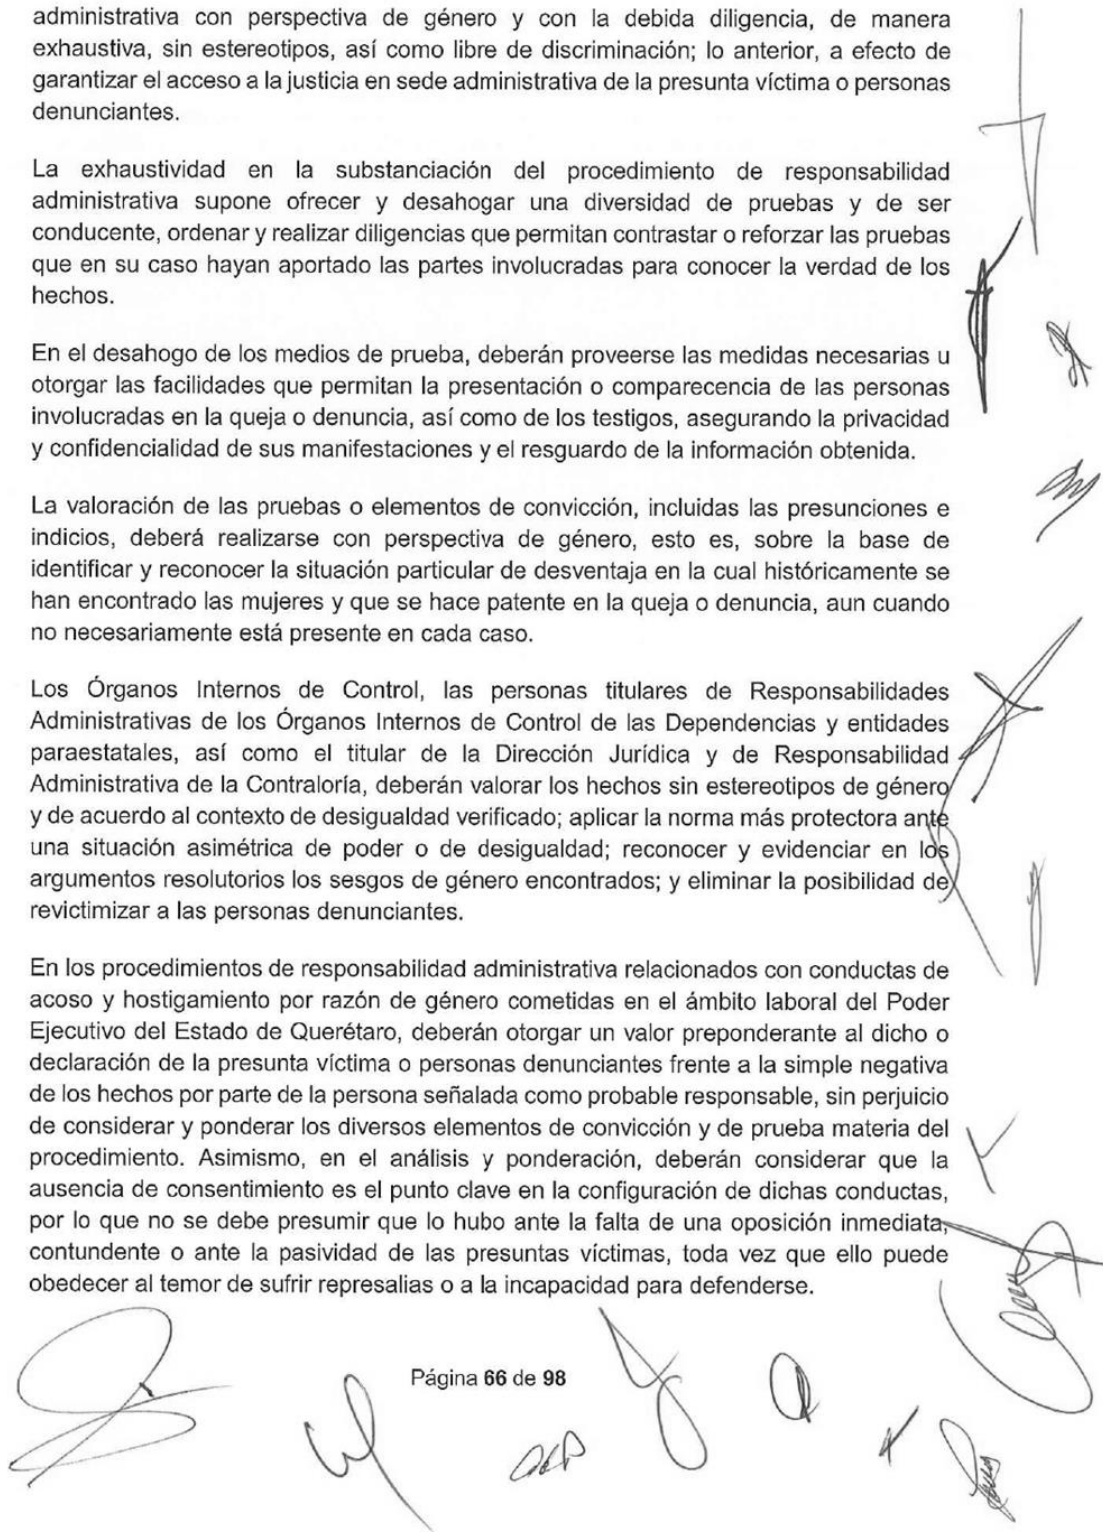 administrativa con perspectiva de género y con la debida diligencia, de manera
exhaustiva, sin estereotipos, así como libre de discriminación; lo anterior, a efecto de
garantizar el acceso a la justicia en sede administrativa de la presunta víctima o personas
denunciantes.
La exhaustividad en la substanciación del procedimiento de responsabilidad
administrativa supone ofrecer y desahogar una diversidad de pruebas y de ser
conducente, ordenar y realizar diligencias que permitan contrastar o reforzar las pruebas
que en su caso hayan aportado las partes involucradas para conocer la verdad de los
hechos.
En el desahogo de los medios de prueba, deberán proveerse las medidas necesarias u
otorgar las facilidades que permitan la presentación o comparecencia de las personas
involucradas en la queja o denuncia, así como de los testigos, asegurando la privacidad
y confidencialidad de sus manifestaciones y el resguardo de la información obtenida.
La valoración de las pruebas o elementos de convicción, incluidas las presunciones e
indicios, deberá realizarse con perspectiva de género, esto es, sobre la base de
identificar y reconocer la situación particular de desventaja en la cual históricamente se
han encontrado las mujeres y que se hace patente en la queja o denuncia, aun cuando
no necesariamente está presente en cada caso.
Los Órganos Internos de Control, las personas titulares de Responsabilidades
Administrativas de los Órganos Internos de Control de las Dependencias y entidades
paraestatales, así como el titular de la Dirección Jurídica y de Responsabilidad
Administrativa de la Contraloría, deberán valorar los hechos sin estereotipos de género
y de acuerdo al contexto de desigualdad verificado; aplicar la norma más protectora ante
una situación asimétrica de poder o de desigualdad; reconocer y evidenciar en los
argumentos resolutorios los sesgos de género encontrados; y eliminar la posibilidad de
revictimizar a las personas denunciantes.
En los procedimientos de responsabilidad administrativa relacionados con conductas de
acoso y hostigamiento por razón de género cometidas en el ámbito laboral del Poder
Ejecutivo del Estado de Querétaro, deberán otorgar un valor preponderante al dicho o
declaración de la presunta víctima o personas denunciantes frente a la simple negativa
de los hechos por parte de la persona señalada como probable responsable, sin perjuicio
de considerar y ponderar los diversos elementos de convicción y de prueba materia del
procedimiento. Asimismo, en el análisis y ponderación, deberán considerar que la
ausencia de consentimiento es el punto clave en la configuración de dichas conductas,
por lo que no se debe presumir que lo hubo ante la falta de una oposición inmediata,
contundente o ante la pasividad de las presuntas víctimas, toda vez que ello puede
obedecer al temor de sufrir represalias o a la incapacidad para defenderse.
Página 66 de 98